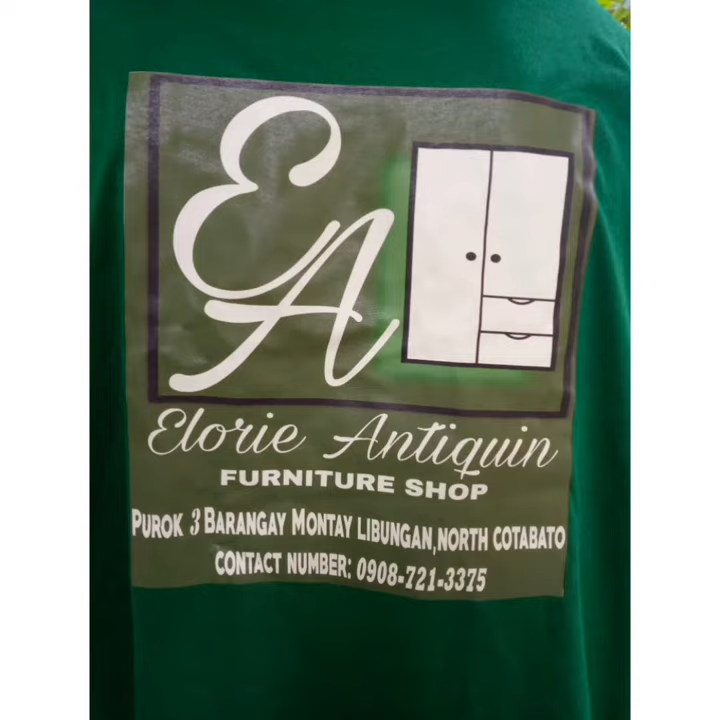 EA
Elorie Antiquin
FURNITURE SHOP
PUROK 3 BARANGAY MONTAY LIBUNGAN,NORTH COTABATO
CONTACT NUMBER: 0908-721-3375